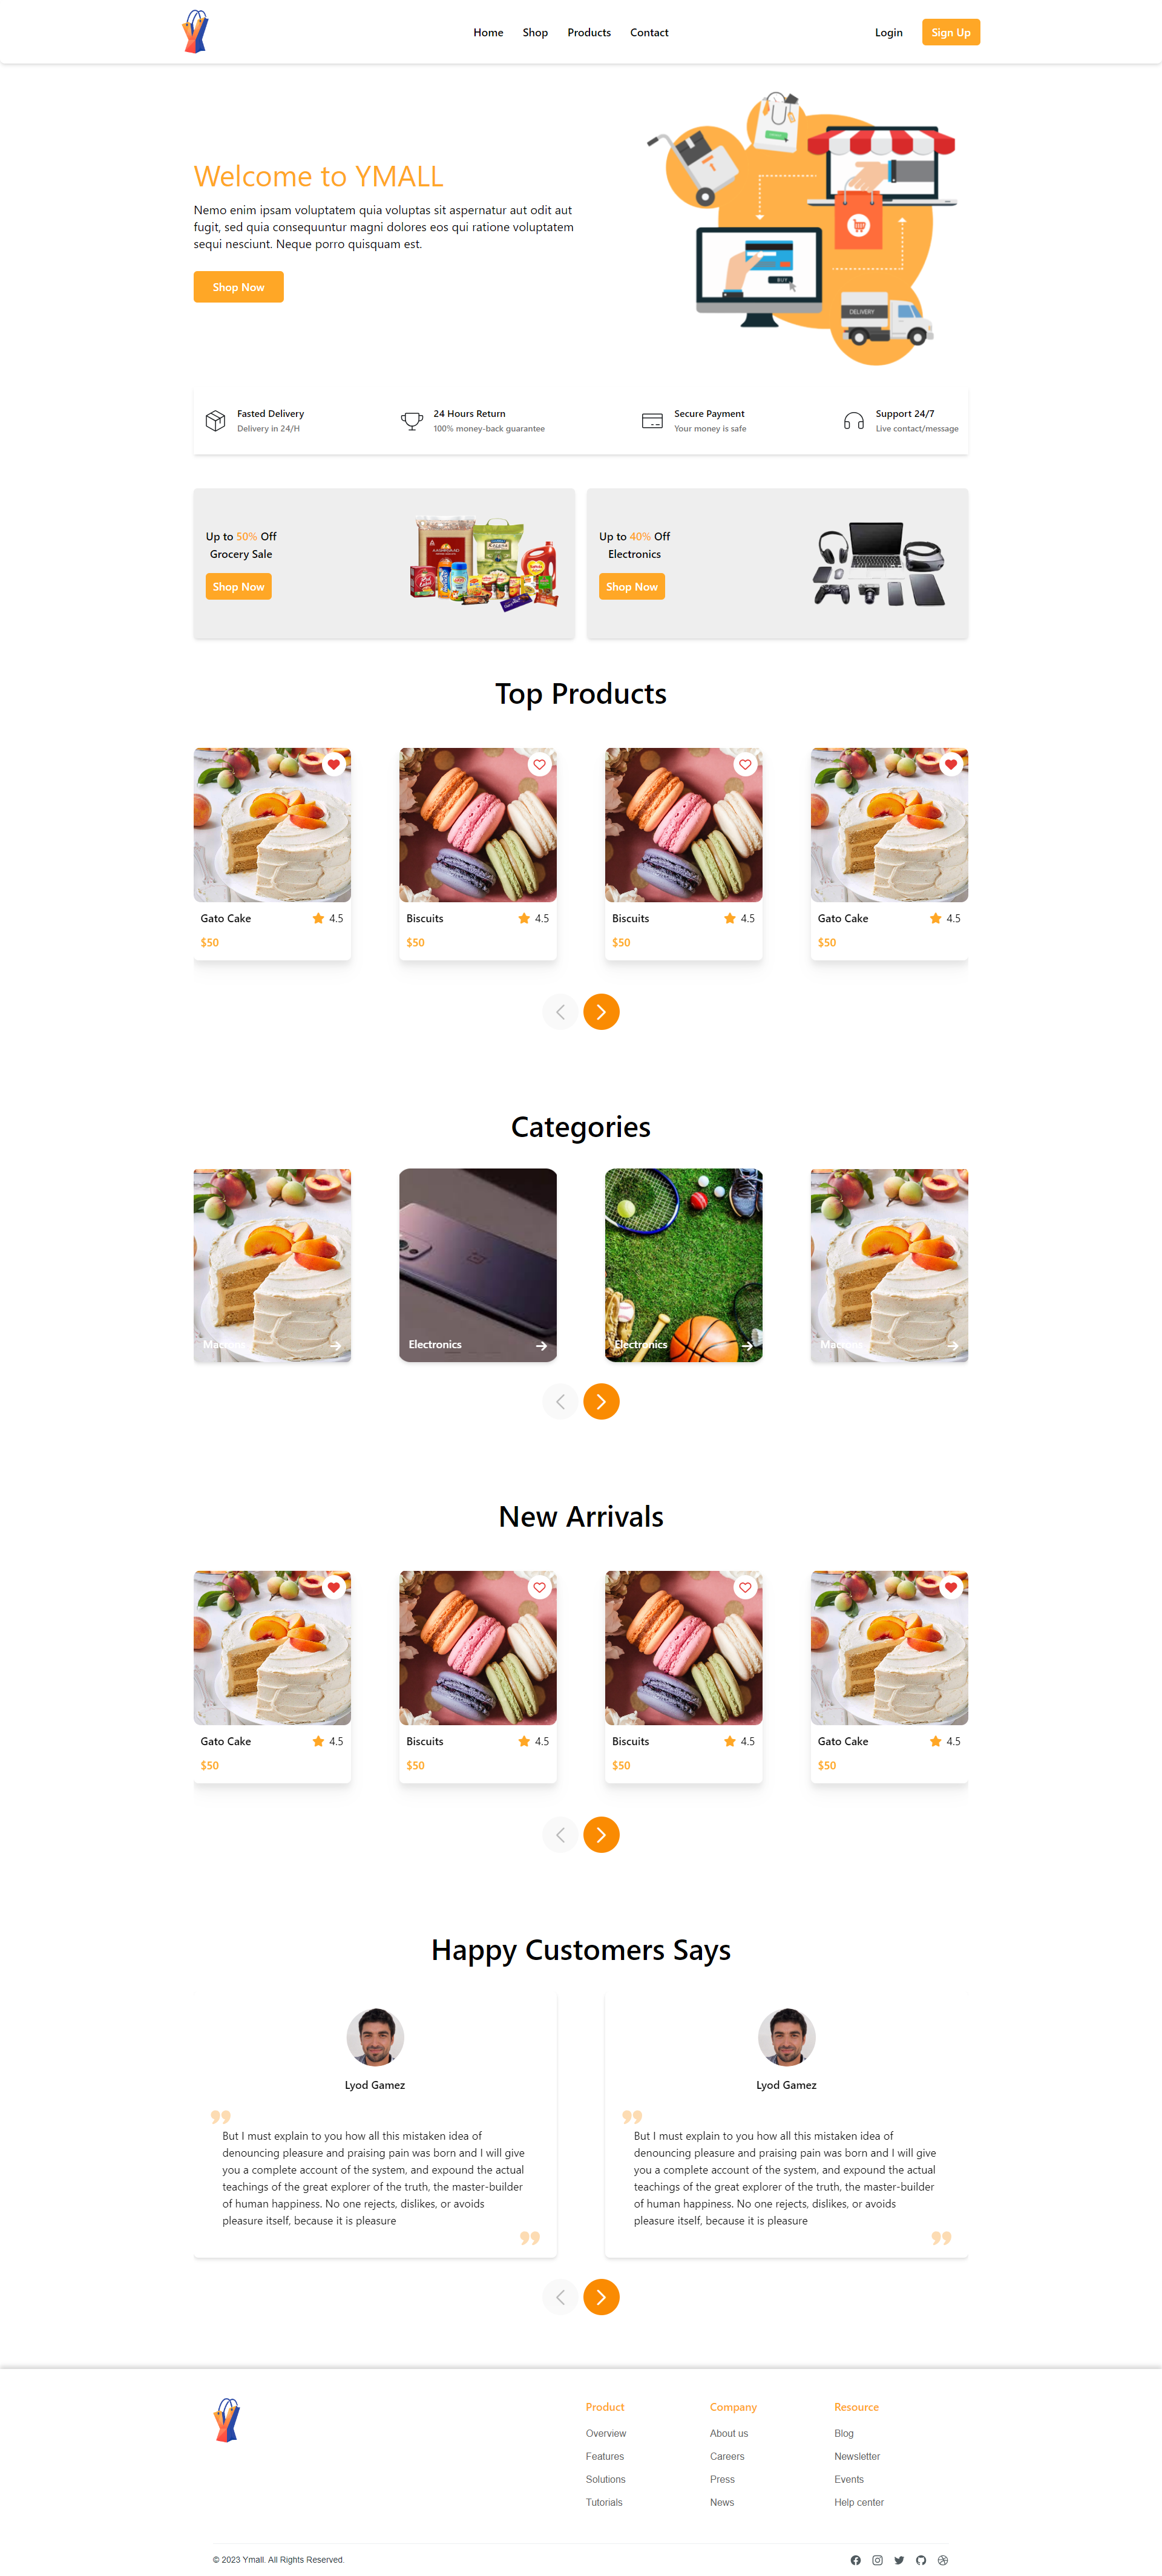 Home Shop Products Contact Login Sign Up
Welcome to YMALL
Nemo enim ipsam voluptatem quia voluptas sit aspernatur aut odit aut
fugit, sed quia consequuntur magni dolores eos qui ratione voluptatem
sequi nesciunt. Neque porro quisquam est.
Shop Now
BUY
DELIVERY
Fasted Delivery
Delivery in 24/H
24 Hours Return
100% money-back guarantee
Secure Payment
Your money is safe
Support 24/7
Live contact/message
Up to 50% Off
Grocery Sale
Shop Now
Up to 40% Off
Electronics
Shop Now
Top Products
Gato Cake 4.5
$50
Biscuits 4.5
$50
Biscuits 4.5
$50
Gato Cake 4.5
$50
Categories
Electronics
Electronics
New Arrivals
Gato Cake 4.5
$50
Biscuits 4.5
$50
Biscuits 4.5
$50
Gato Cake 4.5
$50
Happy Customers Says
Lyod Gamez
But I must explain to you how all this mistaken idea of
denouncing pleasure and praising pain was born and I will give
you a complete account of the system, and expound the actual
teachings of the great explorer of the truth, the master-builder
of human happiness. No one rejects, dislikes, or avoids
pleasure itself, because it is pleasure
Lyod Gamez
But I must explain to you how all this mistaken idea of
denouncing pleasure and praising pain was born and I will give
you a complete account of the system, and expound the actual
teachings of the great explorer of the truth, the master-builder
of human happiness. No one rejects, dislikes, or avoids
pleasure itself, because it is pleasure
Product
Overview
Features
Solutions
Tutorials
Company
About us
Careers
Press
News
Resource
Blog
Newsletter
Events
Help center
© 2023 Ymall. All Rights Reserved.